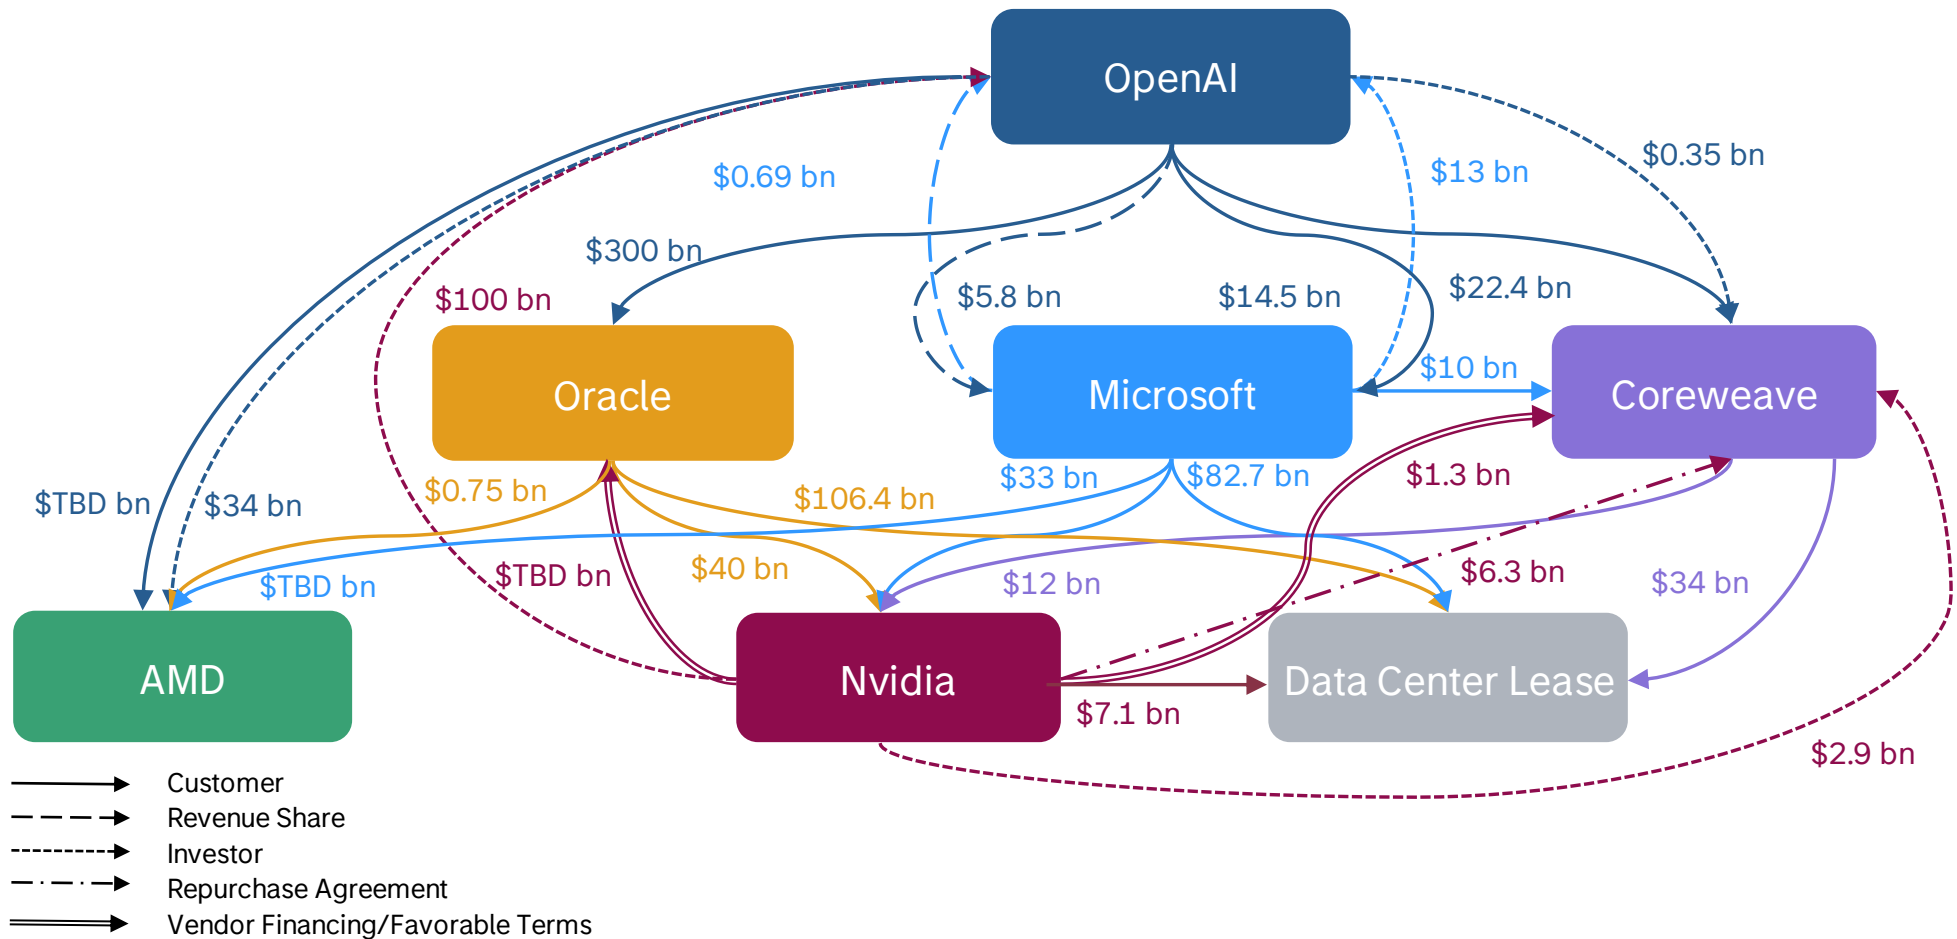 OpenAI
$0.69 bn
$13 bn
$0.35 bn
$300 bn
$100 bn
$5.8 bn
$14.5 bn
$22.4 bn
Oracle
Microsoft
$10 bn
Coreweave
$TBD bn
$34 bn
$0.75 bn
$106.4 bn
$33 bn
$82.7 bn
$1.3 bn
$TBD bn
$TBD bn
$40 bn
$12 bn
$6.3 bn
$34 bn
AMD
Nvidia
Data Center Lease
$7.1 bn
$2.9 bn
Customer
Revenue Share
Investor
Repurchase Agreement
Vendor Financing/Favorable Terms